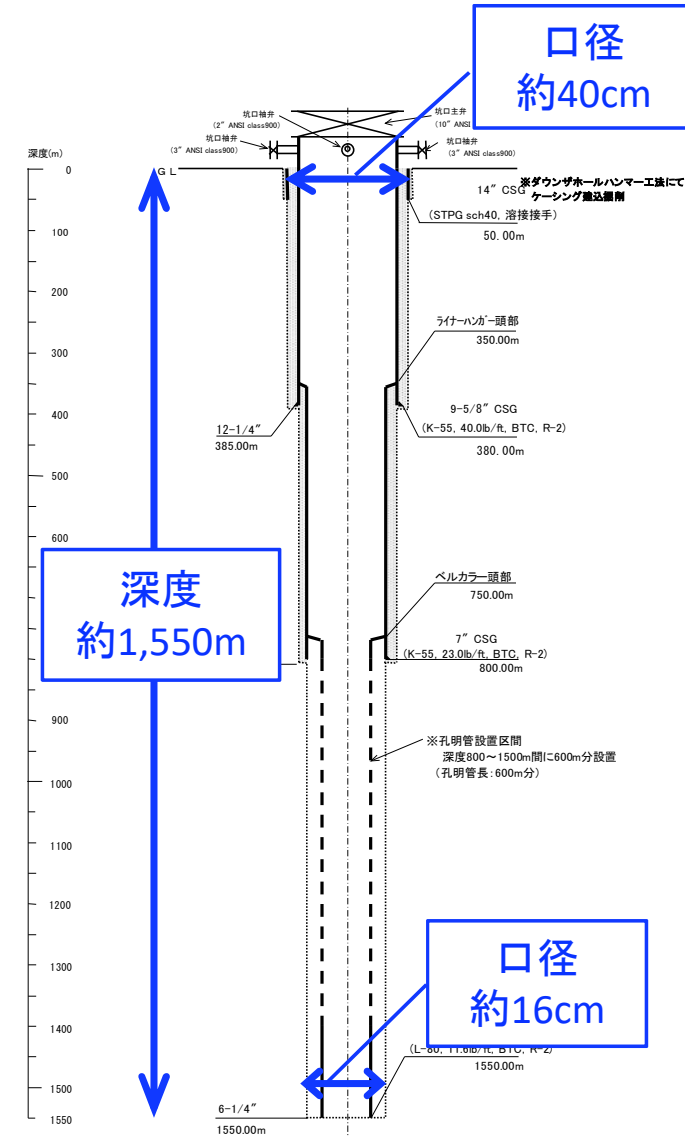 口径
約40cm
坑口袖弁
(2” ANSI class900)
坑口主弁
(10” ANSI
坑口袖弁
(3” ANSI class900)
坑口袖弁
(3” ANSI class900)
深度(m)
GL
0
100
200
300
400
500
600
900
1000
1100
1200
1300
1400
1500
1550
※ダウンザホールハンマー工法にて
ケーシング建込掘削
14” CSG
(STPG sch40, 溶接接手)
50.00m
ライナーハンガー頭部
350.00m
12-1/4”
385.00m
9-5/8” CSG
(K-55, 40.0lb/ft, BTC, R-2)
380.00m
深度
約1,550m
ベルカラー頭部
750.00m
7” CSG
(K-55, 23.0lb/ft, BTC, R-2)
800.00m
※孔明管設置区間
深度800～1500m間に600m分設置
(孔明管長:600m分)
口径
約16cm
(L-80, 11.6lb/ft, BTC, R-2)
1550.00m
6-1/4”
1550.00m